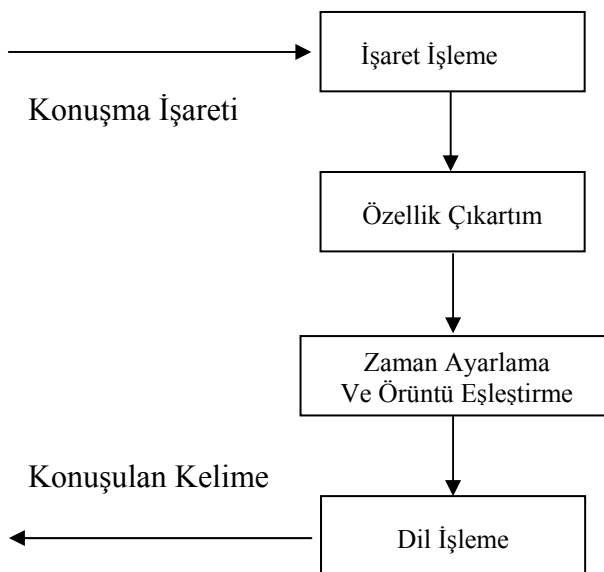 İşaret İşleme
Konuşma İşareti
Özellik Çıkartım
Zaman Ayarlama
Ve Örüntü Eşleştirme
Konuşulan Kelime
Dil İşleme